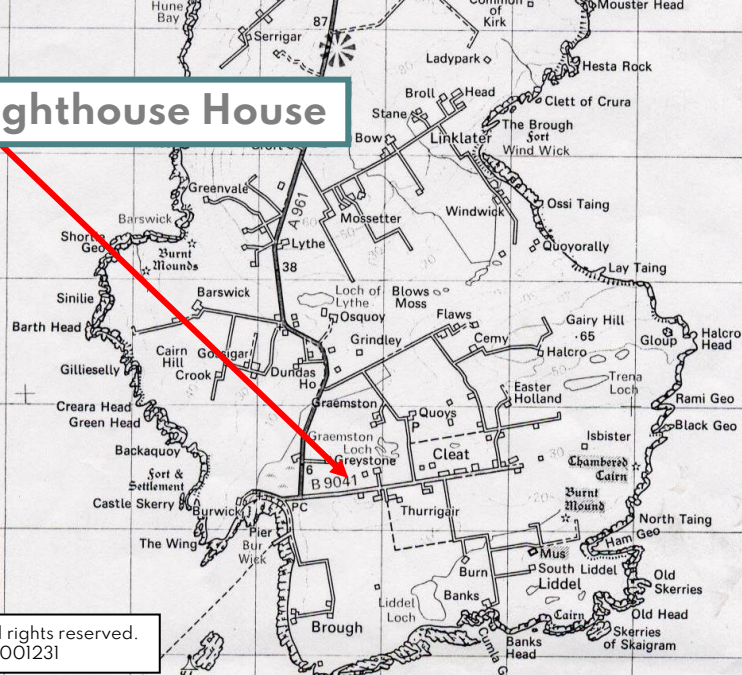 Hune
Bay
87
Common
of
Kirk
Mouster Head
Serrigar
Ladypark
Hesta Rock
Broll
Head
Clett of Crura
Stane
ghthouse House
The Brough
Fort
Wind Wick
Bow
Linklater
Greenvale
A 961
Mossetter
Windwick
Ossi Taing
Barswick
Shortie
Geo
Burnt
Mounds
Lythe
Quoyorally
38
Lay Taing
Sinilie
Barswick
Loch of
Lythe
Blows
Moss
Osquoy
Barth Head
Flaws
Gairy Hill
65
Gloup
Halcro
Head
Grindley
Cemy
Cairn
Hill
Gossigar
Halcro
Gillieselly
Crook
Dundas
Ho
Trena
Loch
Easter
Holland
Rami Geo
Creara Head
Graemston
Quoys
Green Head
P
Black Geo
Graemston
Loch
Isbister
Backaquoy
Greystone
Cleat
30
Chambered
Cairn
Fort &
Settlement
6
B 9041
Burnt
Mound
Castle Skerry
Burwick
PC
Thurrigair
North Taing
Pier
Ham Geo
The Wing
Bur
Wick
Mus
Burn
South Liddel
Liddel
Old
Skerries
Banks
Liddel
Loch
Cairn
Old Head
Brough
Skerries
of Skaigram
Banks
Head
Cumla G
l rights reserved.
001231